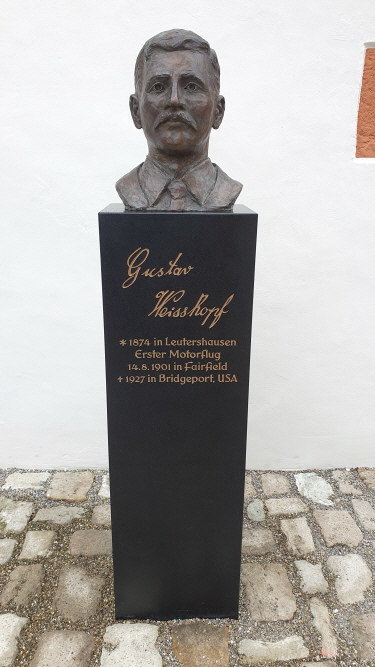 Gustav
Weisskopf
* 1874 in Leutershausen
Erster Motorflug
14.8.1901 in Fairfield
† 1927 in Bridgeport, USA